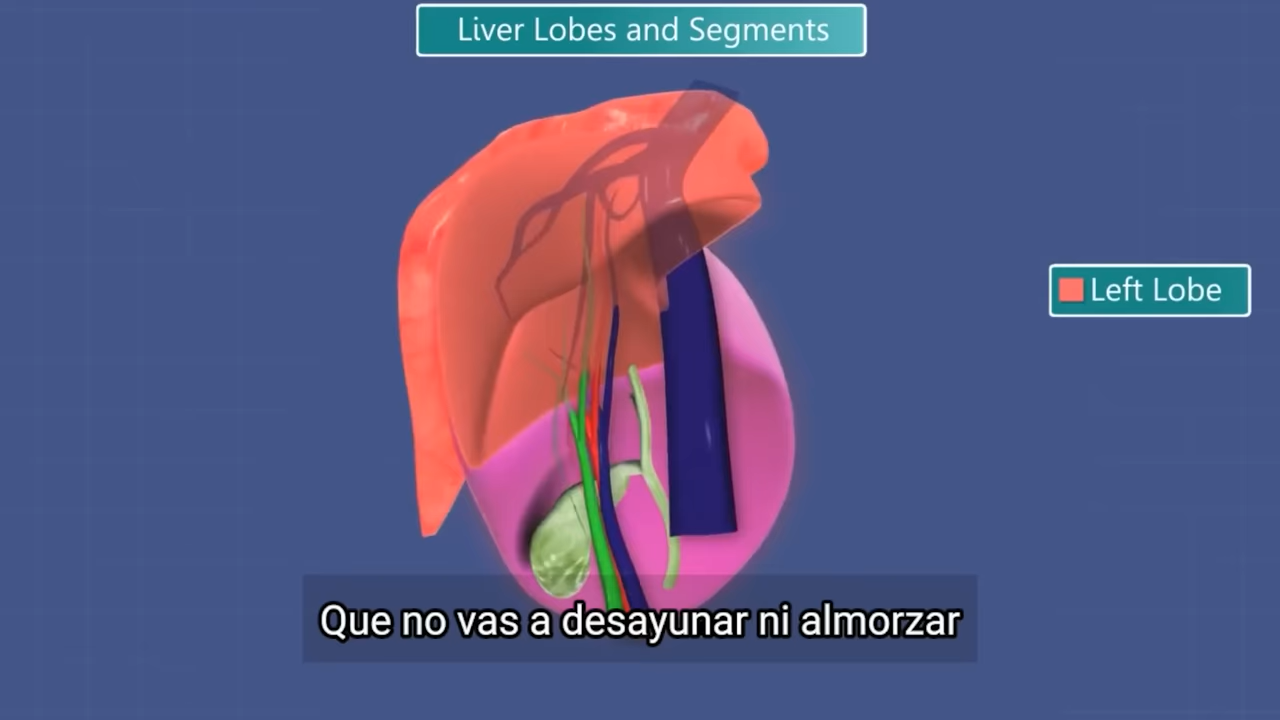 Liver Lobes and Segments
Left Lobe
Que no vas a desayunar ni almorzar